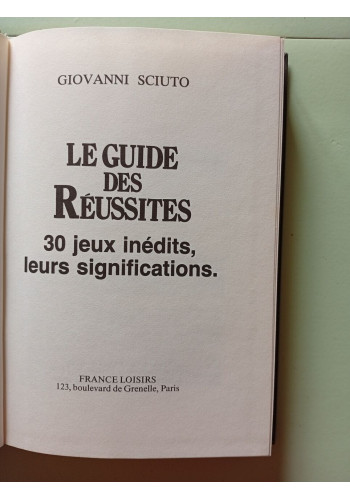 GIOVANNI SCIUTO
LE GUIDE
DES
RÉUSSITES
30 jeux inédits,
leurs significations.
FRANCE LOISIRS
123, boulevard de Grenelle, Paris